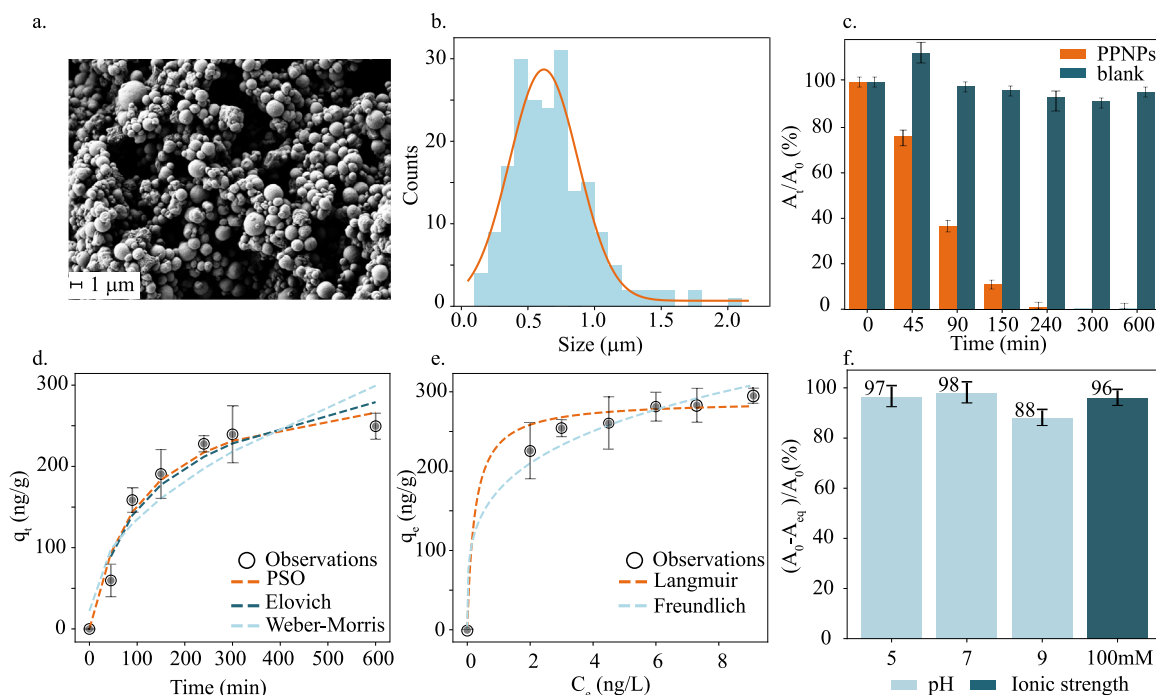 a.
1 μm
b.
30
20
10
0
Counts
0.0
0.5
1.0
1.5
2.0
Size (μm)
c.
PPNPs
blank
100
80
60
40
20
0
A_t/A_0 (%)
0
45
90
150
240
300
600
Time (min)
d.
300
200
100
0
q_t (ng/g)
Observations
PSO
Elovich
Weber-Morris
0
100
200
300
400
500
600
Time (min)
e.
300
200
300
0
q_e (ng/g)
Observations
Langmuir
Freundlich
0
2
4
6
8
C_e (ng/L)
f.
97
98
88
96
100
80
60
40
20
0
(A_0-A_eq)/A_0(%)
5
7
9
100mM
pH
Ionic strength